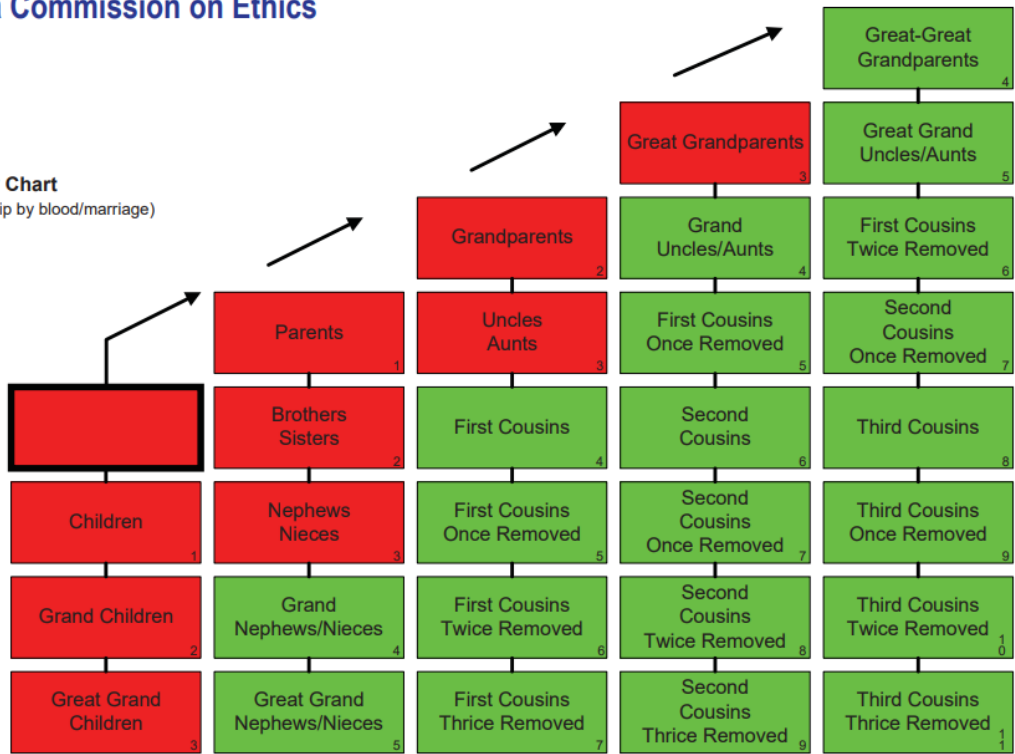 a Commission on Ethics
Chart
ip by blood/marriage)
Children
1
Grand Children
2
Great Grand
Children
3
Parents
1
Brothers
Sisters
2
Nephews
Nieces
3
Grand
Nephews/Nieces
4
Great Grand
Nephews/Nieces
5
Grandparents
2
Uncles
Aunts
3
First Cousins
4
First Cousins
Once Removed
5
First Cousins
Twice Removed
6
First Cousins
Thrice Removed
7
Great Grandparents
3
Grand
Uncles/Aunts
4
First Cousins
Once Removed
5
Second
Cousins
6
Second
Cousins
Once Removed
7
Second
Cousins
Twice Removed
8
Second
Cousins
Thrice Removed
9
Great-Great
Grandparents
4
Great Grand
Uncles/Aunts
5
First Cousins
Twice Removed
6
Second
Cousins
Once Removed
7
Third Cousins
8
Third Cousins
Once Removed
9
Third Cousins
Twice Removed
1
0
Third Cousins
Thrice Removed
1
1